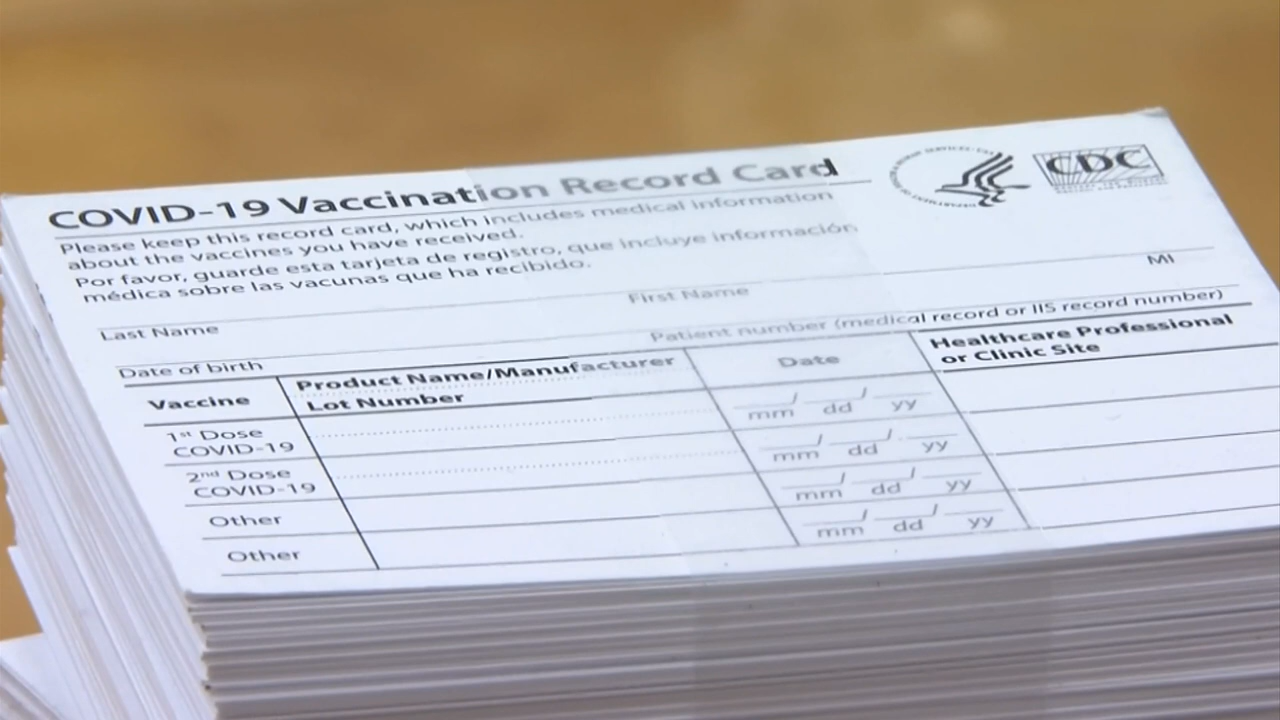 COVID-19 Vaccination Record Card
CDC
Please keep this record card, which includes medical information
about the vaccines you have received.
Por favor, guarde esta tarjeta de registro, que incluye información
médica sobre las vacunas que ha recibido.
Last Name First Name MI
Date of birth Patient number (medical record or IIS record number)
Vaccine Product Name/Manufacturer Date Healthcare Professional
Lot Number or Clinic Site
1st Dose
COVID-19 mm / dd / yy
2nd Dose
COVID-19 mm / dd / yy
Other mm / dd / yy
Other mm / dd / yy